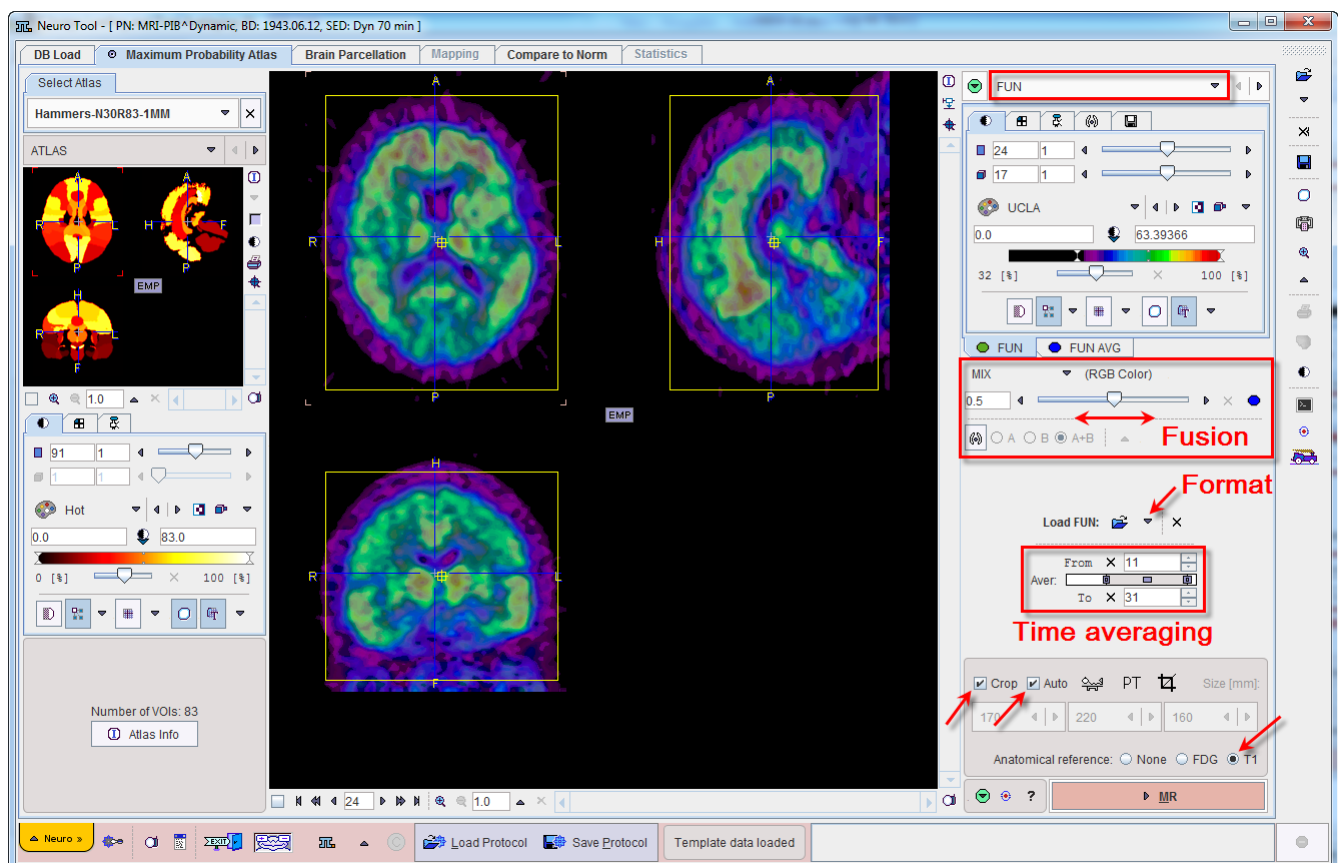 Neuro Tool - [ PN: MRI-PIB^Dynamic, BD: 1943.06.12, SED: Dyn 70 min ]
DB Load Maximum Probability Atlas Brain Parcellation Mapping Compare to Norm Statistics
Select Atlas
Hammers-N30R83-1MM
ATLAS
A A
R L H F
P P
EMP
H
R L
F
1.0
91 1
1 1
Hot
0.0 83.0
0 [%] 100 [%]
Number of VOIs: 83
Atlas Info
A A
R L H F
P P
EMP
H
R L
F
24 1.0
FUN
24 1
17 1
UCLA
0.0 63.39366
32 [%] 100 [%]
FUN FUN AVG
MIX (RGB Color)
0.5
A B A+B Fusion
Format
Load FUN:
From 11
Aver:
To 31
Time averaging
Crop Auto PT Size [mm]:
170 220 160
Anatomical reference: None FDG T1
? MR
Neuro » EXIT Load Protocol Save Protocol Template data loaded